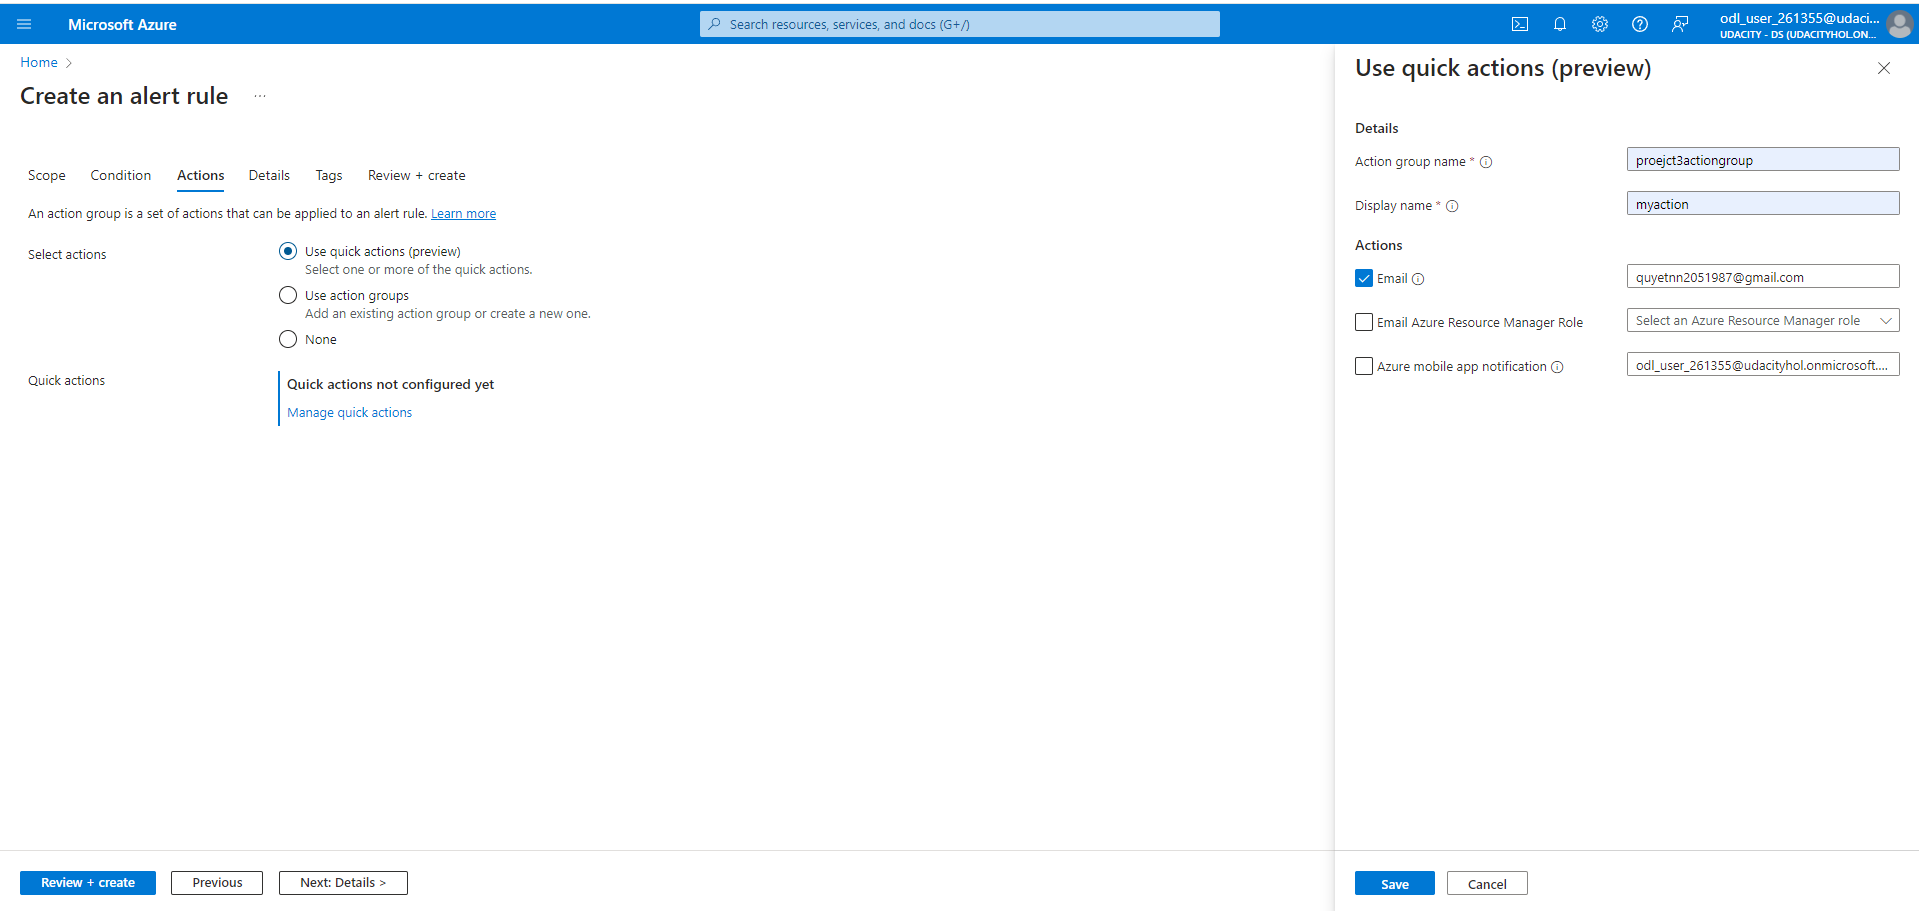 Microsoft Azure
Search resources, services, and docs (G+/)
odl_user_261355@udaci...
UDACITY - DS (UDACITYHOL.ON...
Home
Create an alert rule
...
Scope Condition Actions Details Tags Review + create
An action group is a set of actions that can be applied to an alert rule. Learn more
Select actions
Use quick actions (preview)
Select one or more of the quick actions.
Use action groups
Add an existing action group or create a new one.
None
Quick actions
Quick actions not configured yet
Manage quick actions
Review + create
Previous
Next: Details >
Use quick actions (preview)
Details
Action group name * proejct3actiongroup
Display name * myaction
Actions
Email quyetnn2051987@gmail.com
Email Azure Resource Manager Role Select an Azure Resource Manager role
Azure mobile app notification odl_user_261355@udacityhol.onmicrosoft....
Save
Cancel